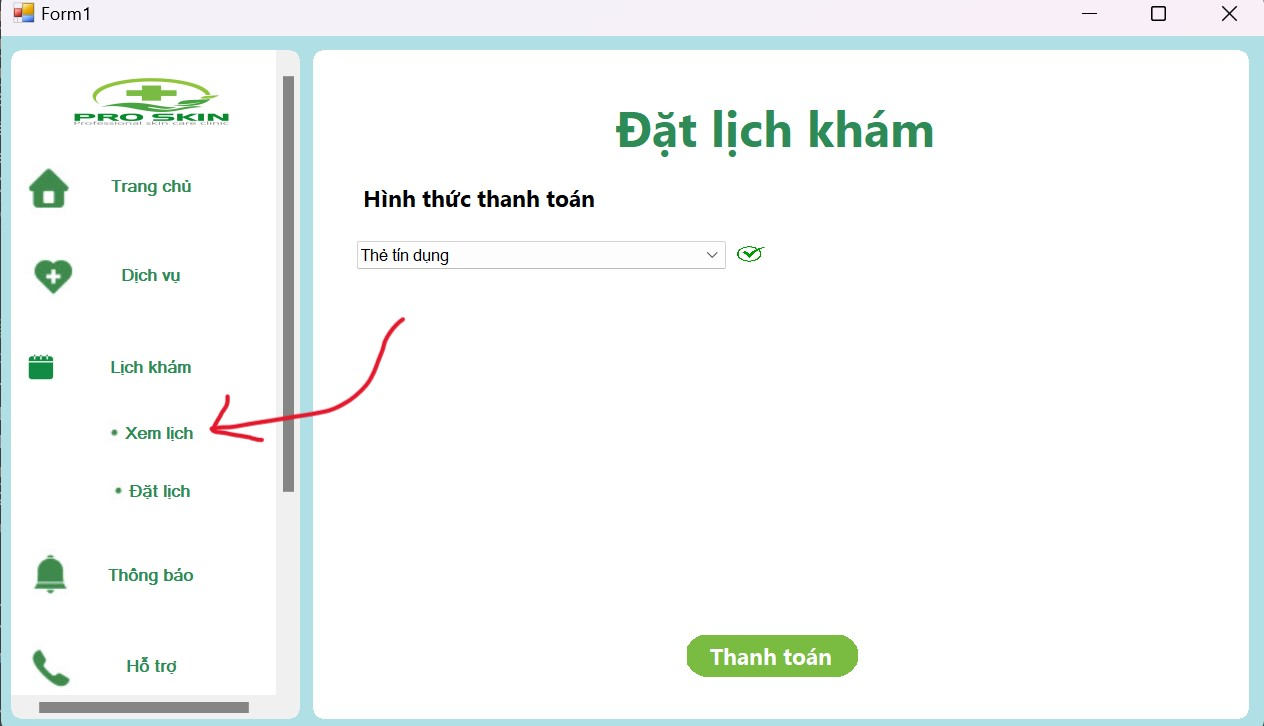 Form1
PRO SKIN
Professional skin care clinic
Trang chủ
Dịch vụ
Lịch khám
• Xem lịch
• Đặt lịch
Thông báo
Hỗ trợ
Đặt lịch khám
Hình thức thanh toán
Thẻ tín dụng
Thanh toán